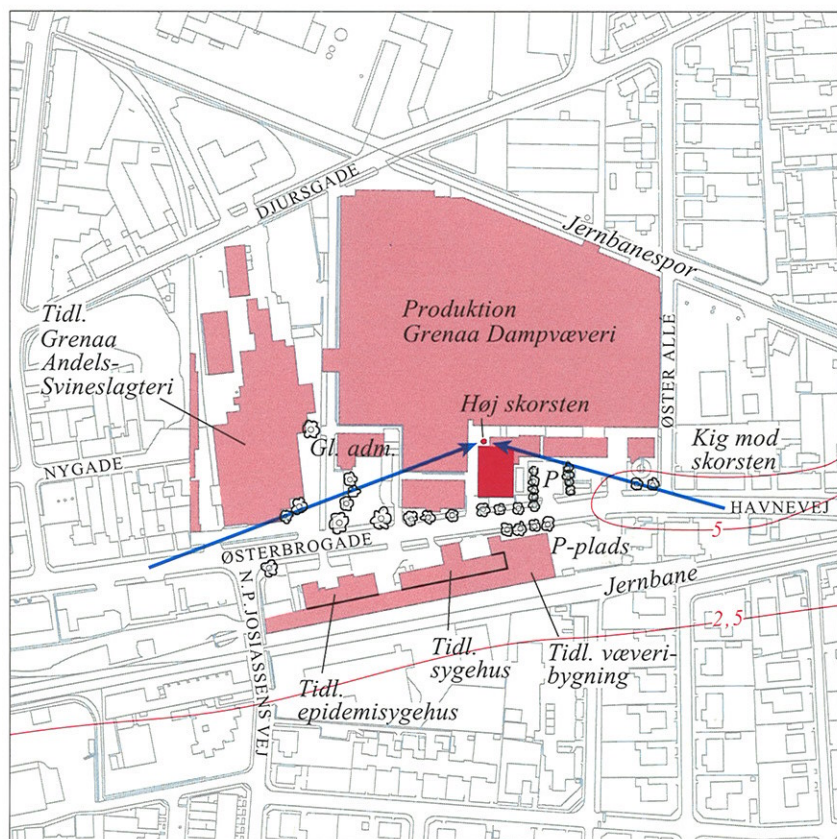 DJURSGADE
Jernbanespor
Tidl.
Grenaa
Andels-
Svineslagteri
Produktion
Grenaa Dampvæveri
ØSTER ALLÉ
Høj skorsten
Gl. adm.
Kig mod
skorsten
NYGADE
P
HAVNEVEJ
5
ØSTERBROGADE
P-plads
N.P. JOSIASSENS VEJ
Jernbane
2,5
Tidl.
sygehus
Tidl. væveri-
bygning
Tidl.
epidemisygehus